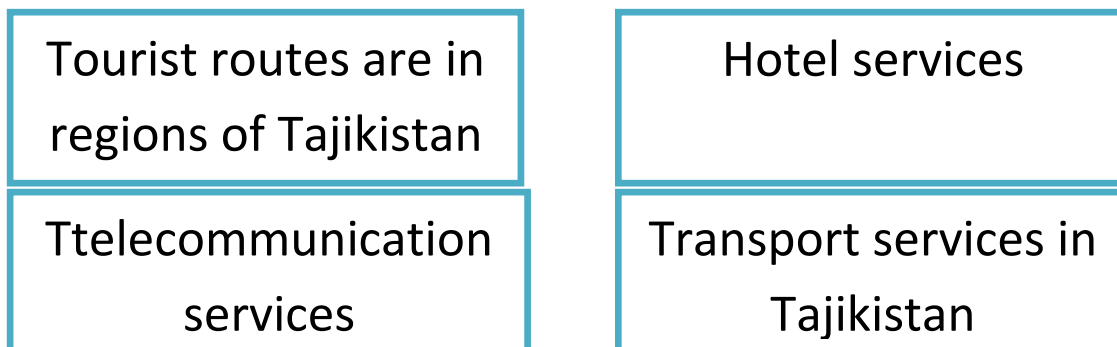 Tourist routes are in
regions of Tajikistan
Hotel services
Ttelecommunication
services
Transport services in
Tajikistan